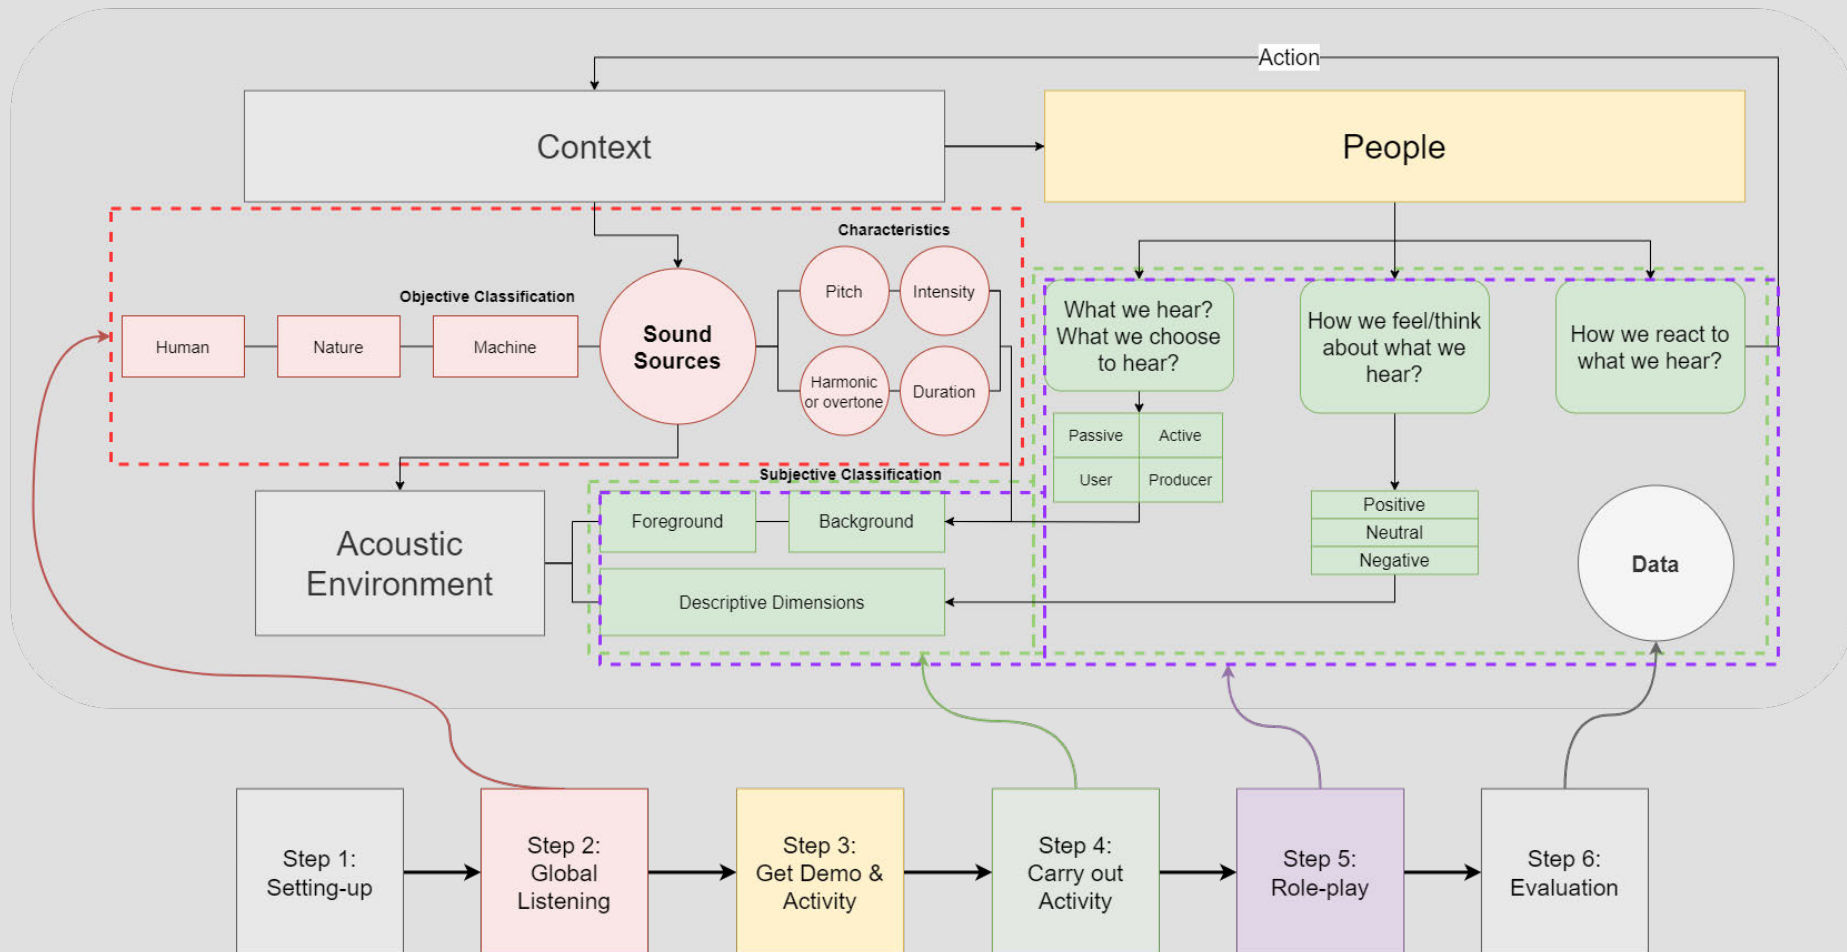 Action
Context
People
Characteristics
Objective Classification
Human
Nature
Machine
Sound
Sources
Pitch
Intensity
Harmonic
or overtone
Duration
What we hear?
What we choose
to hear?
How we feel/think
about what we
hear?
How we react to
what we hear?
Passive
Active
User
Producer
Subjective Classification
Foreground
Background
Descriptive Dimensions
Acoustic
Environment
Positive
Neutral
Negative
Data
Step 1:
Setting-up
Step 2:
Global
Listening
Step 3:
Get Demo &
Activity
Step 4:
Carry out
Activity
Step 5:
Role-play
Step 6:
Evaluation